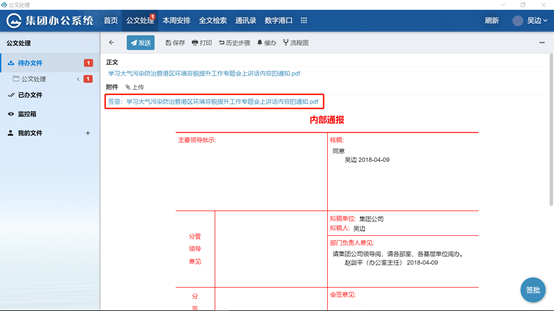 公文处理
集团办公系统
首页
公文处理
1
本周安排
全文检索
通讯录
数字港口
刷新
吴边
公文处理
待办文件
1
公文处理
1
已办文件
监控箱
我的文件
发送
保存
打印
历史步骤
催办
流程图
正文
学习大气污染防治暨港区环境容貌提升工作专题会上讲话内容的通知.pdf
附件
上传
签意：学习大气污染防治暨港区环境容貌提升工作专题会上讲话内容的通知.pdf
内部通报
主要领导批示:
核稿:
同意
吴边 2018-04-09
分管
领导
意见
拟稿单位: 集团公司
拟稿人: 吴边
部门负责人意见:
请集团公司领导阅，请各部室、各基层单位阅办。
赵剑平（办公室主任） 2018-04-09
分
会签意见:
签批